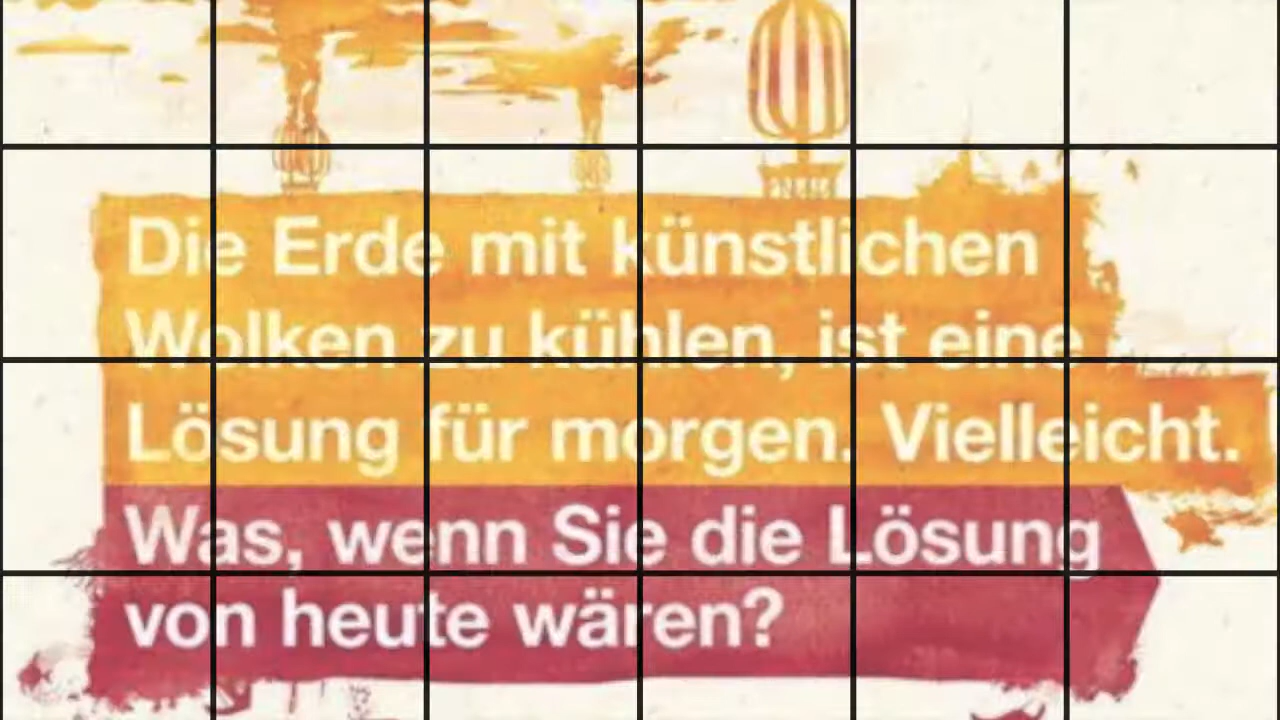 Die Erde mit künstlichen
Wolken zu kühlen, ist eine
Lösung für morgen. Vielleicht.
Was, wenn Sie die Lösung
von heute wären?